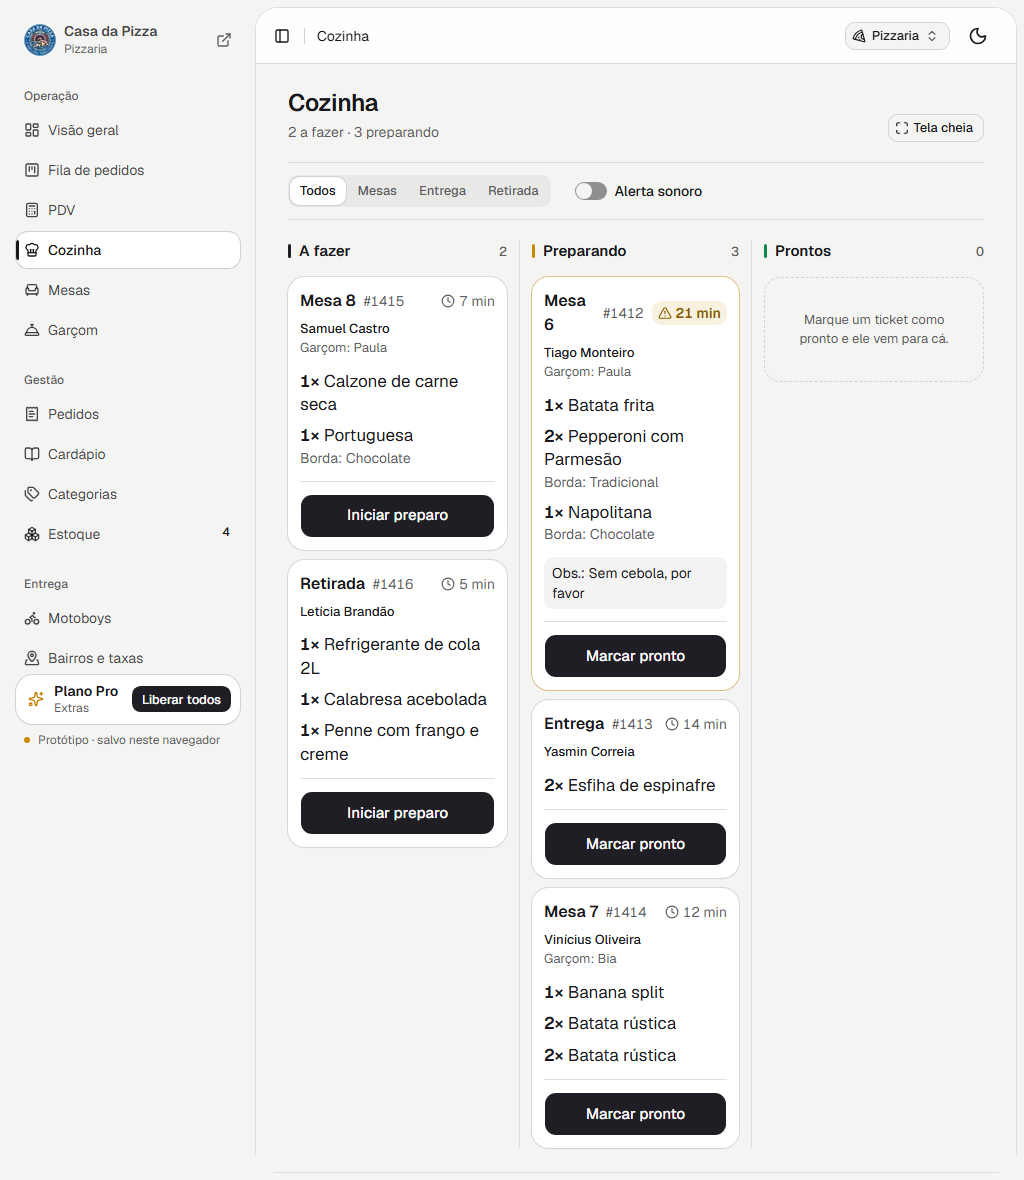 Casa da Pizza
Pizzaria
Operação
Visão geral
Fila de pedidos
PDV
Cozinha
Mesas
Garçom
Gestão
Pedidos
Cardápio
Categorias
Estoque
4
Entrega
Motoboys
Bairros e taxas
Plano Pro
Extras
Liberar todos
Protótipo · salvo neste navegador
Cozinha
Pizzaria
Cozinha
2 a fazer · 3 preparando
Tela cheia
Todos
Mesas
Entrega
Retirada
Alerta sonoro
A fazer
2
Mesa 8 #1415
7 min
Samuel Castro
Garçom: Paula
1× Calzone de carne
seca
1× Portuguesa
Borda: Chocolate
Iniciar preparo
Retirada #1416
5 min
Letícia Brandão
1× Refrigerante de cola
2L
1× Calabresa acebolada
1× Penne com frango e
creme
Iniciar preparo
Preparando
3
Mesa
6
#1412
21 min
Tiago Monteiro
Garçom: Paula
1× Batata frita
2× Pepperoni com
Parmesão
Borda: Tradicional
1× Napolitana
Borda: Chocolate
Obs.: Sem cebola, por
favor
Marcar pronto
Entrega #1413
14 min
Yasmin Correia
2× Esfiha de espinafre
Marcar pronto
Mesa 7 #1414
12 min
Vinícius Oliveira
Garçom: Bia
1× Banana split
2× Batata rústica
2× Batata rústica
Marcar pronto
Prontos
0
Marque um ticket como
pronto e ele vem para cá.